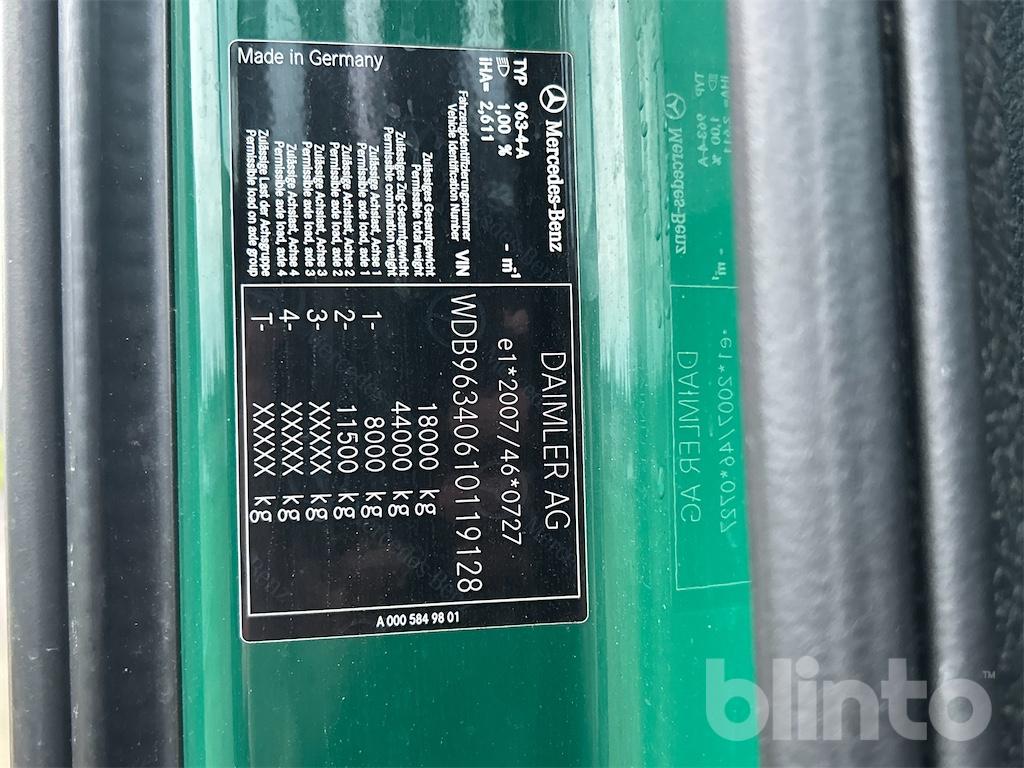 Mercedes-Benz
TYP 963-4-A
1,00 % - m⁻¹
iHA= 2,611
Fahrzeugidentifizierungsnummer
Vehicle Identification Number VIN
Zulässiges Gesamtgewicht
Permissible total weight
Zulässiges Zug-Gesamtgewicht
Permissible combination weight
Zulässige Achslast, Achse 1
Permissible axle load, axle 1
Zulässige Achslast, Achse 2
Permissible axle load, axle 2
Zulässige Achslast, Achse 3
Permissible axle load, axle 3
Zulässige Achslast, Achse 4
Permissible axle load, axle 4
Zulässige Last der Achsgruppe
Permissible load on axle group
Made in Germany
DAIMLER AG
e1*2007/46*0727
WDB9634061011​9128
18000 kg
44000 kg
1- 8000 kg
2- 11500 kg
3- XXXXX kg
4- XXXXX kg
T- XXXXX kg
A 000 584 98 01
blinto™